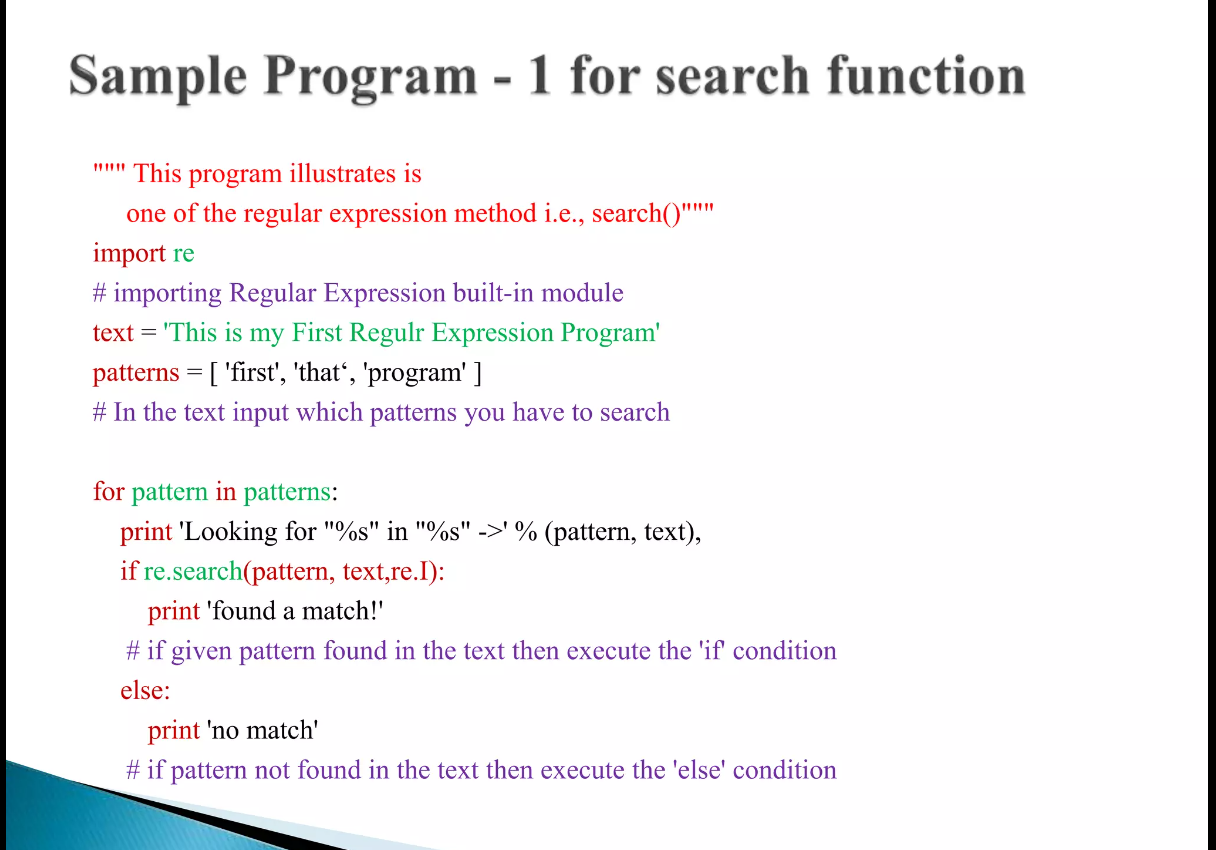 Sample Program - 1 for search function
""" This program illustrates is
one of the regular expression method i.e., search()"""
import re
# importing Regular Expression built-in module
text = 'This is my First Regulr Expression Program'
patterns = [ 'first', 'that‘, 'program' ]
# In the text input which patterns you have to search
for pattern in patterns:
print 'Looking for "%s" in "%s" ->' % (pattern, text),
if re.search(pattern, text,re.I):
print 'found a match!'
# if given pattern found in the text then execute the 'if' condition
else:
print 'no match'
# if pattern not found in the text then execute the 'else' condition